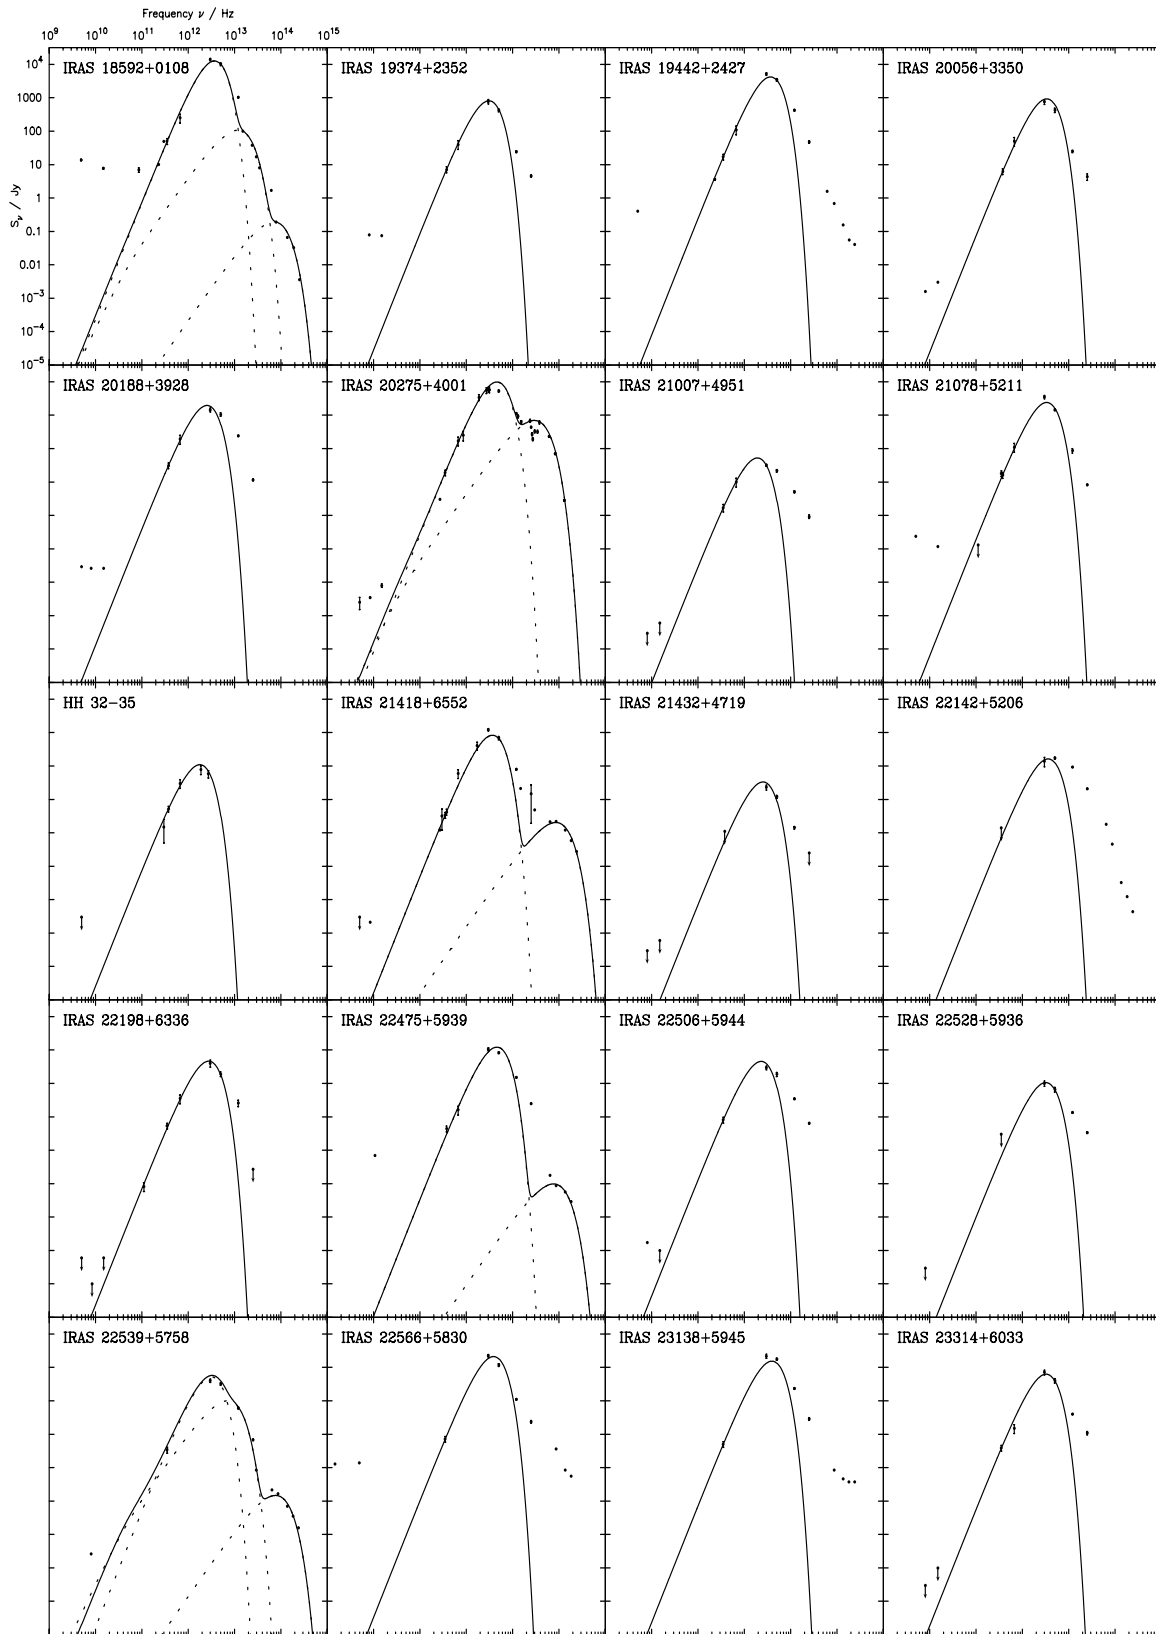 Frequency ν / Hz
10⁹ 10¹⁰ 10¹¹ 10¹² 10¹³ 10¹⁴ 10¹⁵
S_ν / Jy
10⁴
1000
100
10
1
0.1
0.01
10⁻³
10⁻⁴
10⁻⁵
IRAS 18592+0108 IRAS 19374+2352 IRAS 19442+2427 IRAS 20056+3350
IRAS 20188+3928 IRAS 20275+4001 IRAS 21007+4951 IRAS 21078+5211
HH 32-35 IRAS 21418+6552 IRAS 21432+4719 IRAS 22142+5206
IRAS 22198+6336 IRAS 22475+5939 IRAS 22506+5944 IRAS 22528+5936
IRAS 22539+5758 IRAS 22566+5830 IRAS 23138+5945 IRAS 23314+6033